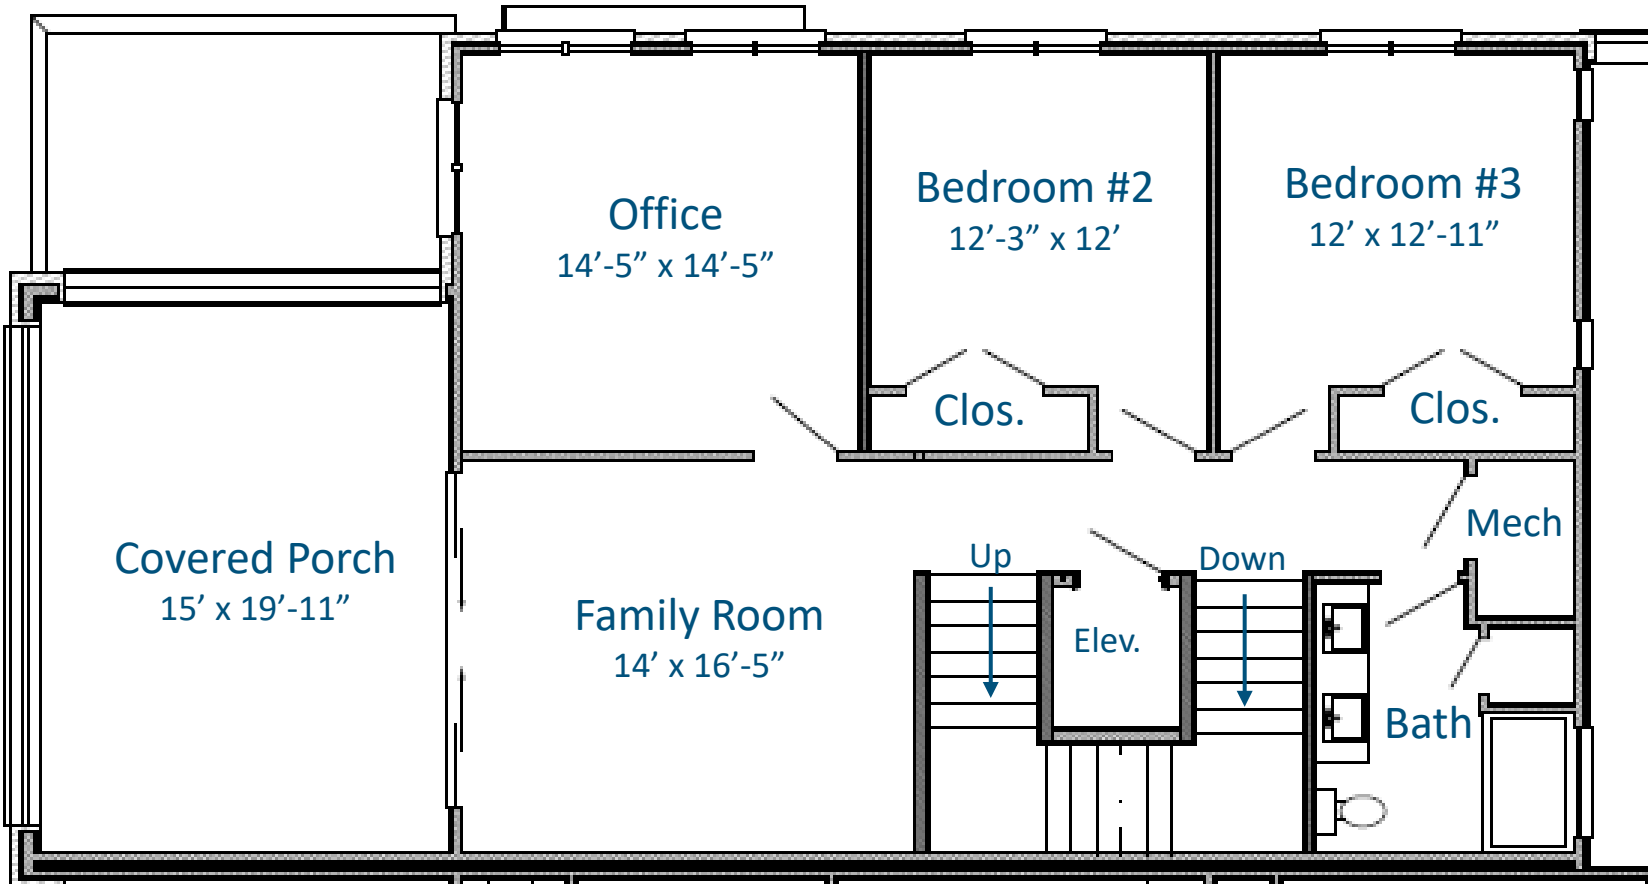 Office
14’-5” x 14’-5”
Bedroom #2
12’-3” x 12’
Bedroom #3
12’ x 12’-11”
Clos.
Clos.
Covered Porch
15’ x 19’-11”
Family Room
14’ x 16’-5”
Up
Elev.
Down
Mech
Bath